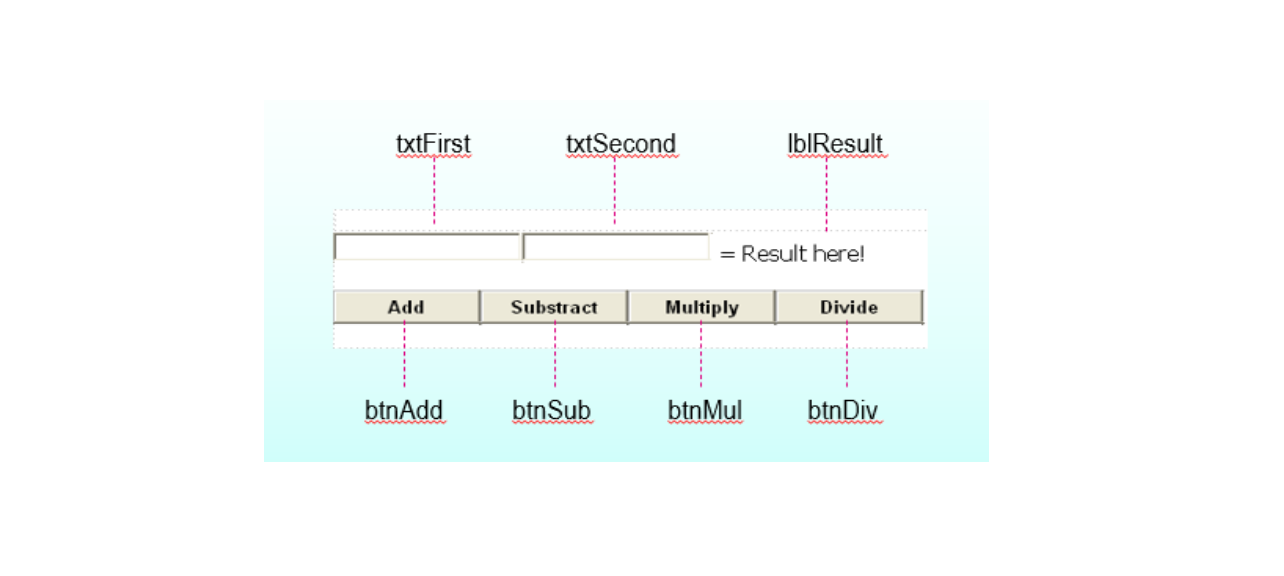 txtFirst txtSecond lblResult
= Result here!
Add Substract Multiply Divide
btnAdd btnSub btnMul btnDiv